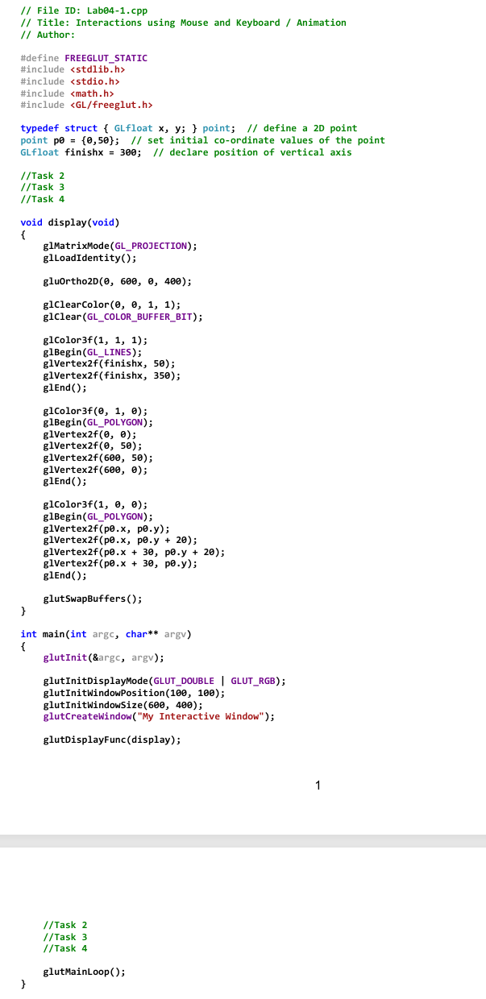 // File ID: Lab04-1.cpp
// Title: Interactions using Mouse and Keyboard / Animation
// Author:
#define FREEGLUT_STATIC
#include <stdlib.h>
#include <stdio.h>
#include <math.h>
#include <GL/freeglut.h>
typedef struct { GLfloat x, y; } point;  // define a 2D point
point p0 = {0,50};  // set initial co-ordinate values of the point
GLfloat finishx = 300;  // declare position of vertical axis
//Task 2
//Task 3
//Task 4
void display(void)
{
    glMatrixMode(GL_PROJECTION);
    glLoadIdentity();
    gluOrtho2D(0, 600, 0, 400);
    glClearColor(0, 0, 1, 1);
    glClear(GL_COLOR_BUFFER_BIT);
    glColor3f(1, 1, 1);
    glBegin(GL_LINES);
    glVertex2f(finishx, 50);
    glVertex2f(finishx, 350);
    glEnd();
    glColor3f(0, 1, 0);
    glBegin(GL_POLYGON);
    glVertex2f(0, 0);
    glVertex2f(0, 50);
    glVertex2f(600, 50);
    glVertex2f(600, 0);
    glEnd();
    glColor3f(1, 0, 0);
    glBegin(GL_POLYGON);
    glVertex2f(p0.x, p0.y);
    glVertex2f(p0.x, p0.y + 20);
    glVertex2f(p0.x + 30, p0.y + 20);
    glVertex2f(p0.x + 30, p0.y);
    glEnd();
    glutSwapBuffers();
}
int main(int argc, char** argv)
{
    glutInit(&argc, argv);
    glutInitDisplayMode(GLUT_DOUBLE | GLUT_RGB);
    glutInitWindowPosition(100, 100);
    glutInitWindowSize(600, 400);
    glutCreateWindow("My Interactive Window");
    glutDisplayFunc(display);
1
    //Task 2
    //Task 3
    //Task 4
    glutMainLoop();
}